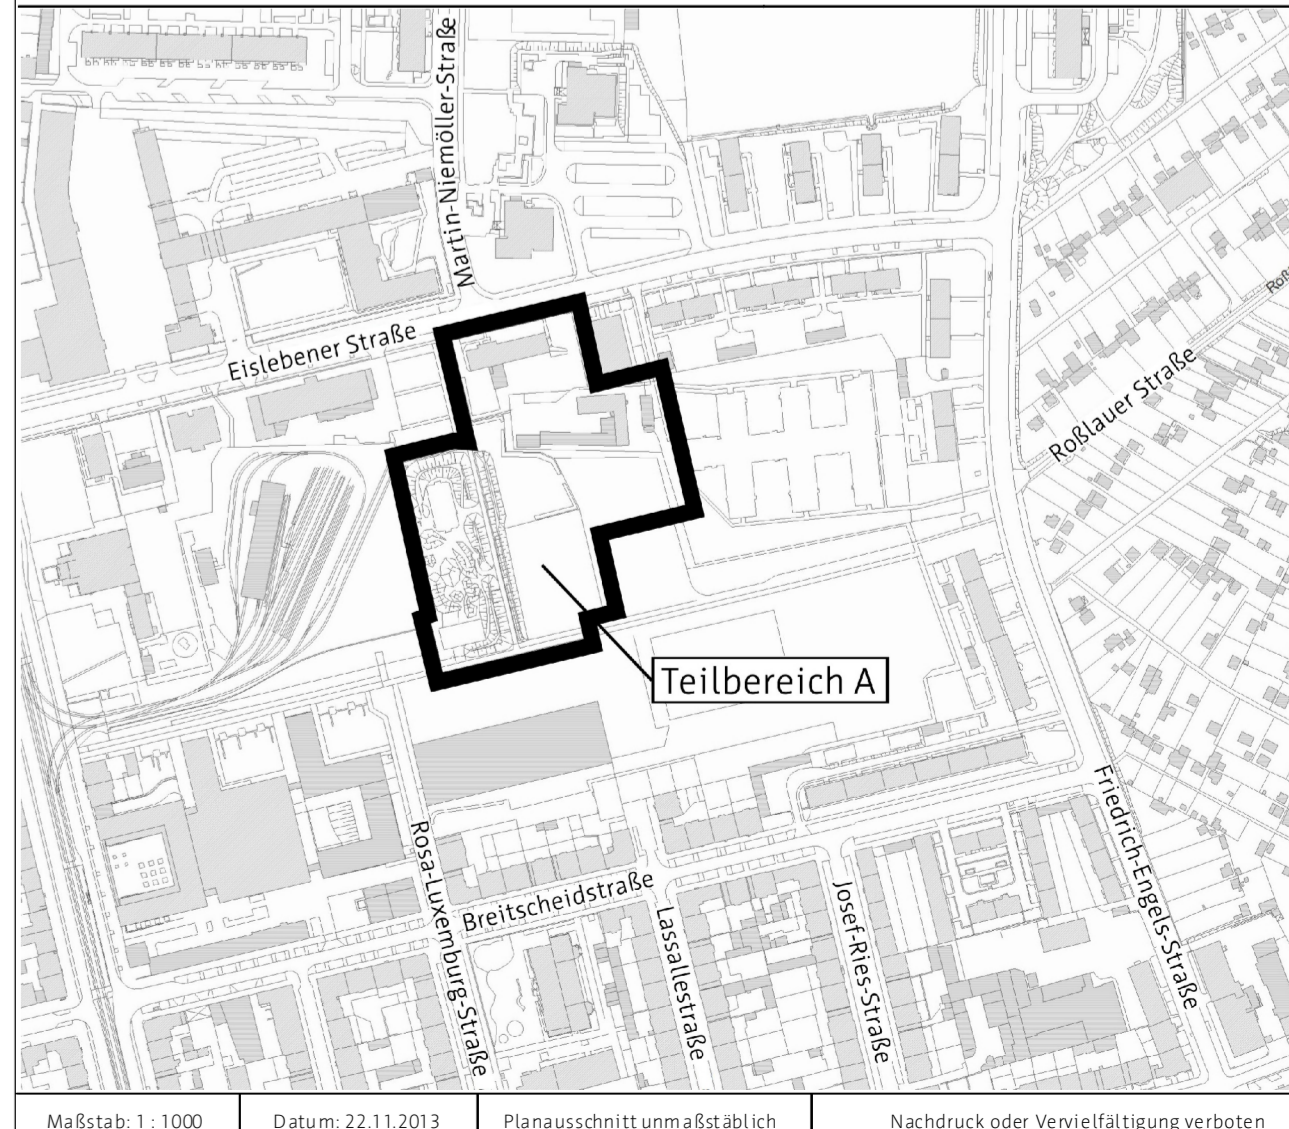 Martin-Niemöller-Straße
Eislebener Straße
Roßlauer Straße
Teilbereich A
Rosa-Luxemburg-Straße
Breitscheidstraße
Lassallestraße
Josef-Ries-Straße
Friedrich-Engels-Straße
Maßstab: 1 : 1000
Datum: 22.11.2013
Planausschnitt unmaßstäblich
Nachdruck oder Vervielfältigung verboten